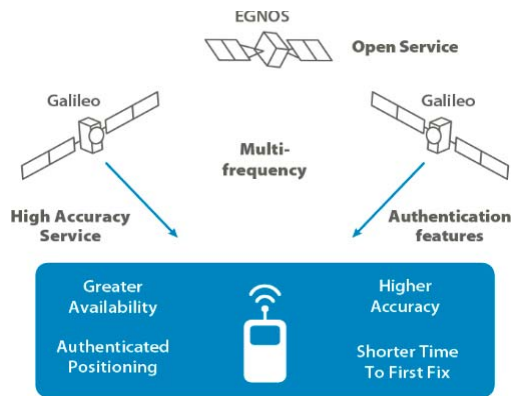 EGNOS
Open Service
Galileo
Galileo
Multi-
frequency
High Accuracy
Service
Authentication
features
Greater
Availability
Higher
Accuracy
Authenticated
Positioning
Shorter Time
To First Fix